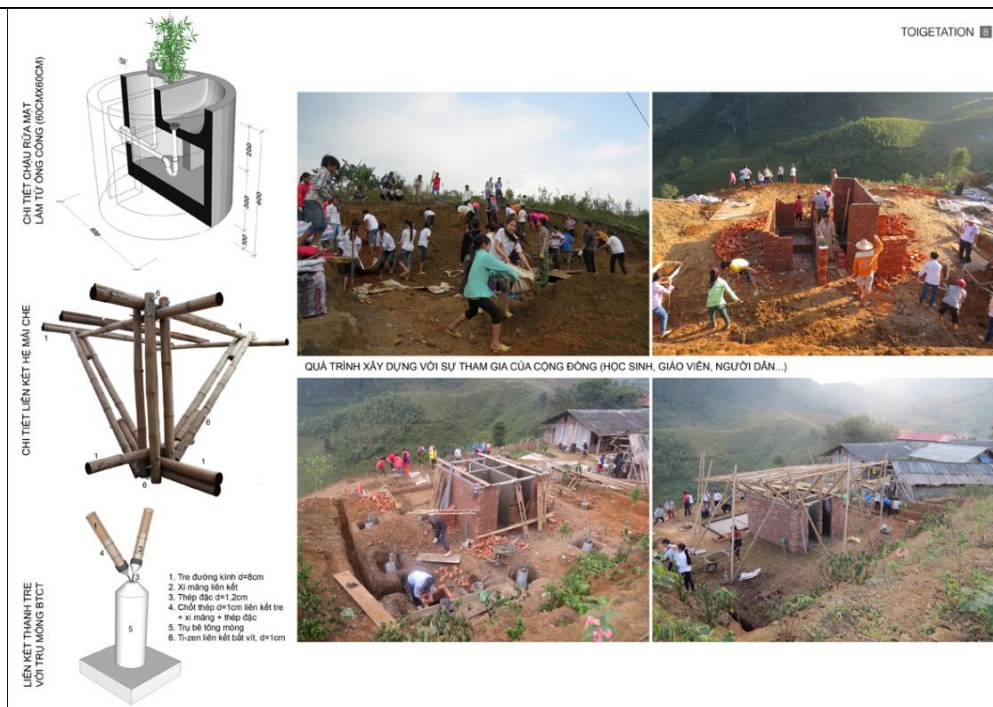 TOIGETATION 8
CHI TIẾT CHẬU RỬA MẶT
LÀM TỪ ỐNG CỐNG (60CMX60CM)
200
300
100
600
600
CHI TIẾT LIÊN KẾT HỆ MÁI CHE
6
1
1
6
1
1
6
QUÁ TRÌNH XÂY DỰNG VỚI SỰ THAM GIA CỦA CỘNG ĐỒNG (HỌC SINH, GIÁO VIÊN, NGƯỜI DÂN...)
LIÊN KẾT THANH TRE
VỚI TRỤ MÓNG BTCT
4
3
5
1. Tre đường kính d=8cm
2. Xi măng liên kết
3. Thép đặc d=1,2cm
4. Chốt thép d=1cm liên kết tre
+ xi măng + thép đặc
5. Trụ bê tông móng
6. Ti-zen liên kết bắt vít, d=1cm